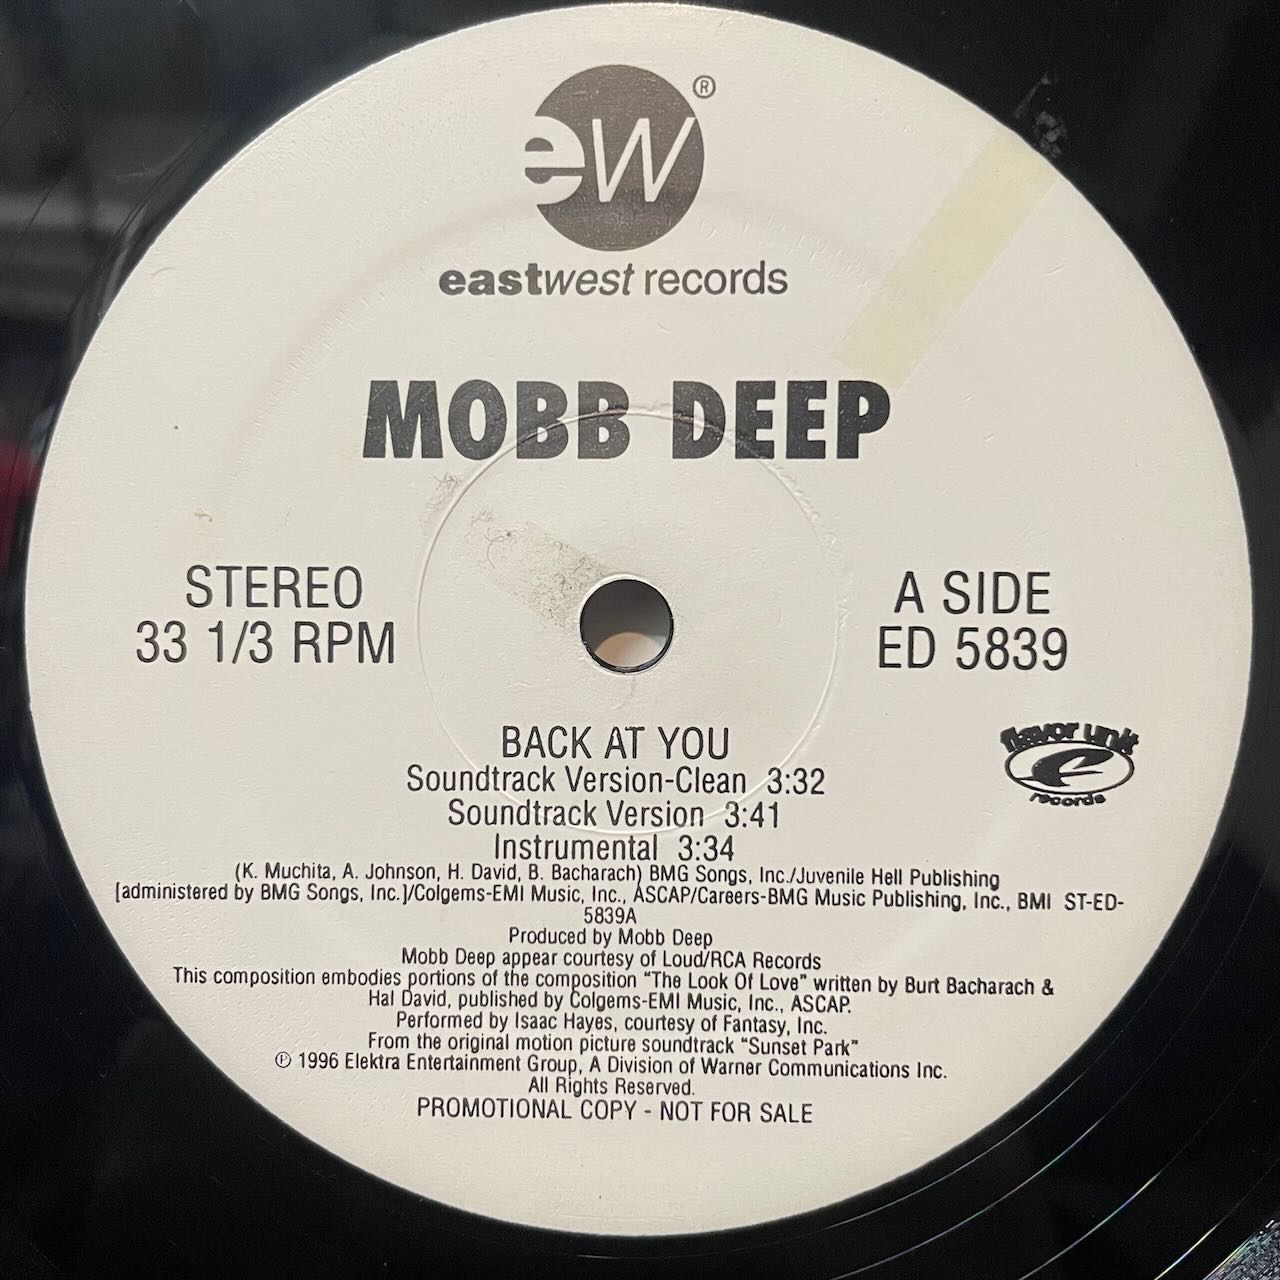 ew ®
eastwest records
MOBB DEEP
STEREO
33 1/3 RPM
A SIDE
ED 5839
flavor unit
records
BACK AT YOU
Soundtrack Version-Clean 3:32
Soundtrack Version 3:41
Instrumental 3:34
(K. Muchita, A. Johnson, H. David, B. Bacharach) BMG Songs, Inc./Juvenile Hell Publishing
[administered by BMG Songs, Inc.]/Colgems-EMI Music, Inc., ASCAP/Careers-BMG Music Publishing, Inc., BMI ST-ED-
5839A
Produced by Mobb Deep
Mobb Deep appear courtesy of Loud/RCA Records
This composition embodies portions of the composition "The Look Of Love" written by Burt Bacharach &
Hal David, published by Colgems-EMI Music, Inc., ASCAP.
Performed by Isaac Hayes, courtesy of Fantasy, Inc.
From the original motion picture soundtrack "Sunset Park"
℗ 1996 Elektra Entertainment Group, A Division of Warner Communications Inc.
All Rights Reserved.
PROMOTIONAL COPY - NOT FOR SALE